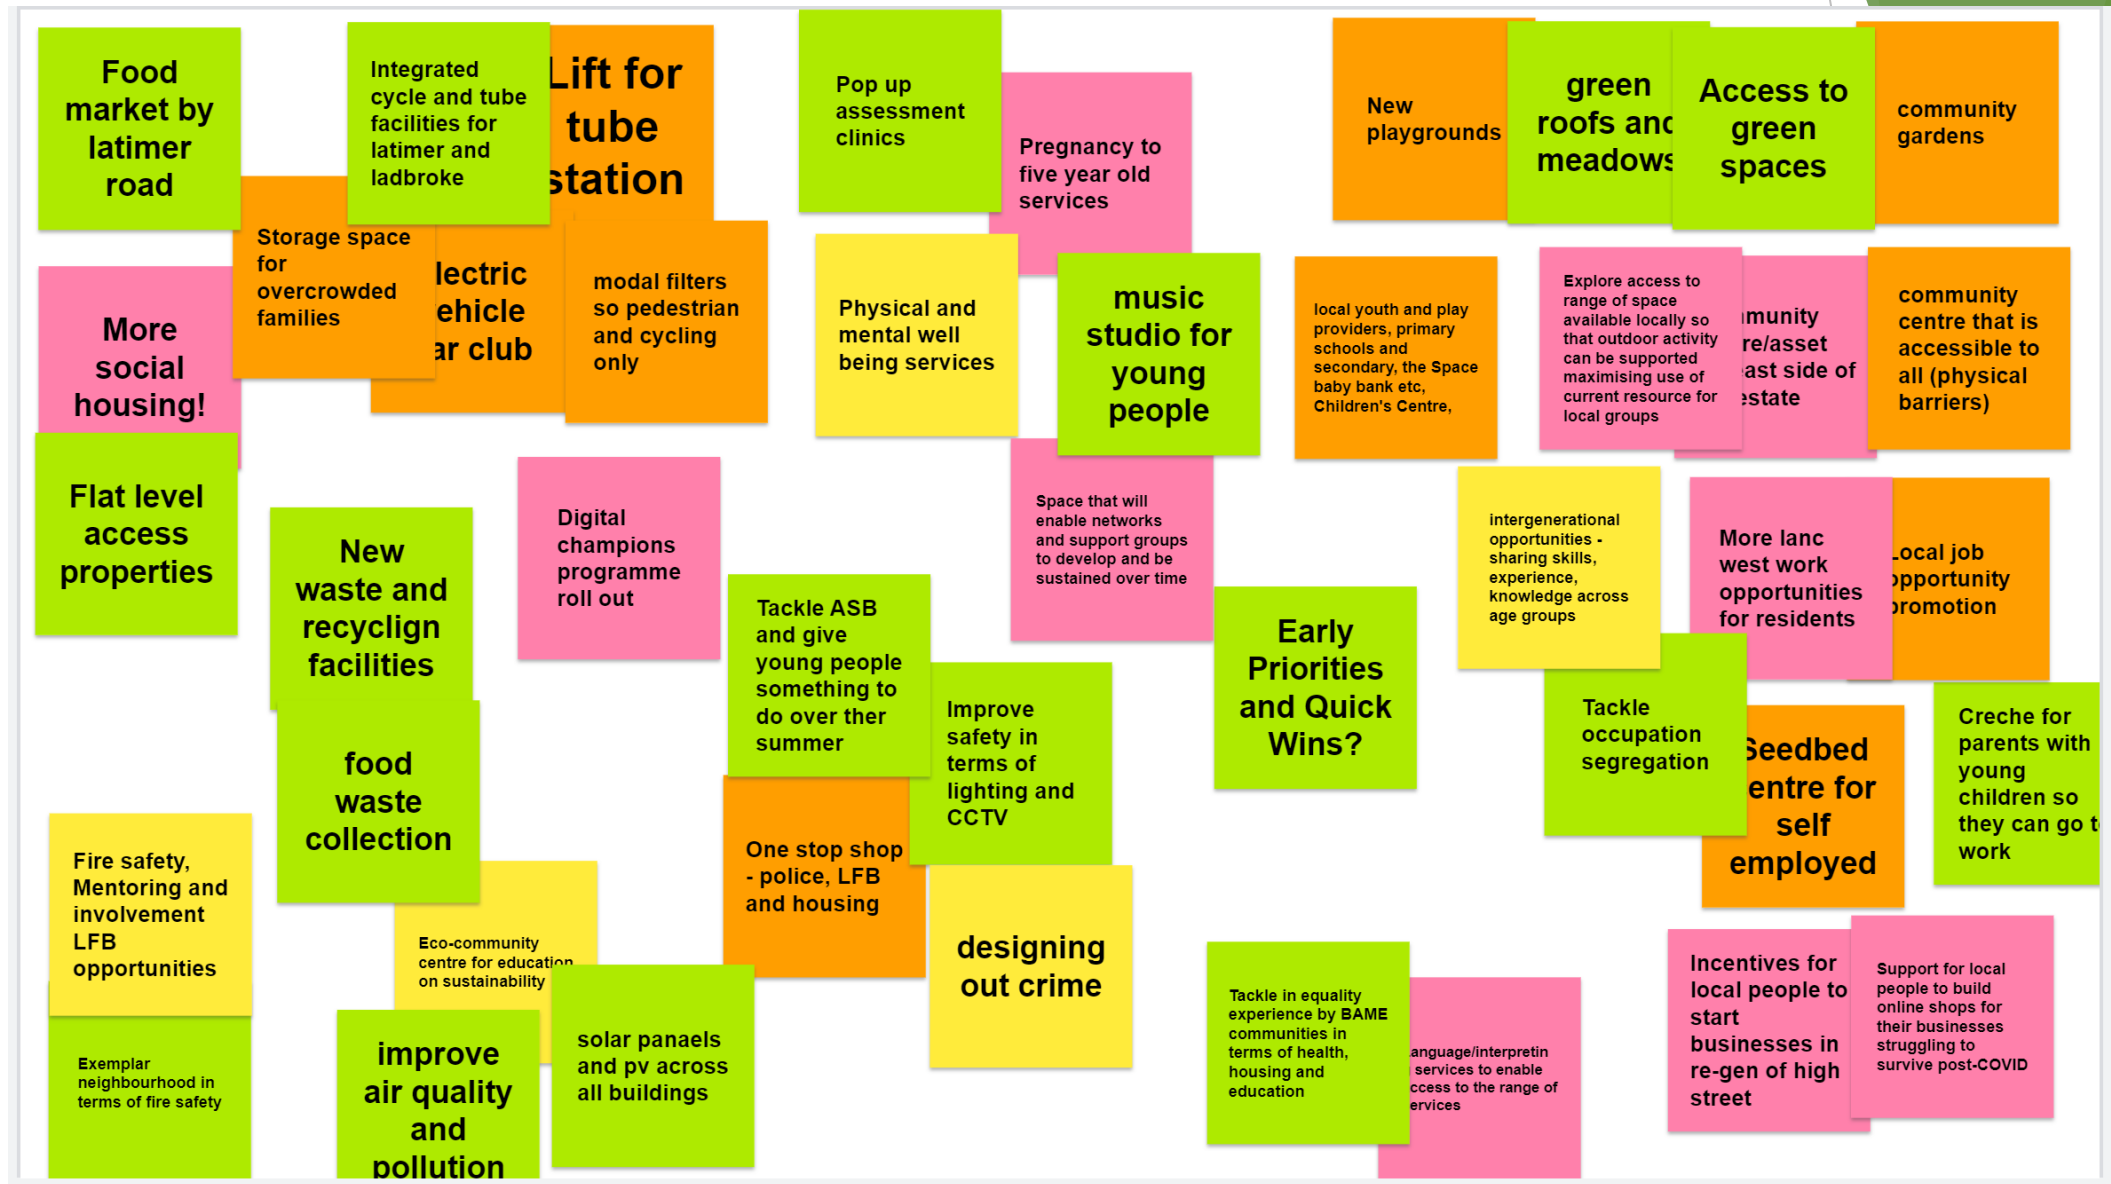 Food
market by
latimer
road
Integrated
cycle and tube
facilities for
latimer and
ladbroke
Lift for
tube
station
Storage space
for
overcrowded
families
lectric
ehicle
ar club
modal filters
so pedestrian
and cycling
only
More
social
housing!
Flat level
access
properties
Pop up
assessment
clinics
Pregnancy to
five year old
services
Physical and
mental well
being services
music
studio for
young
people
Space that will
enable networks
and support groups
to develop and be
sustained over time
New
playgrounds
green
roofs and
meadows
Access to
green
spaces
community
gardens
local youth and play
providers, primary
schools and
secondary, the Space
baby bank etc,
Children's Centre,
Explore access to
range of space
available locally so
that outdoor activity
can be supported
maximising use of
current resource for
local groups
mmunity
re/asset
east side of
estate
community
centre that is
accessible to
all (physical
barriers)
New
waste and
recyclign
facilities
food
waste
collection
Digital
champions
programme
roll out
Tackle ASB
and give
young people
something to
do over ther
summer
Improve
safety in
terms of
lighting and
CCTV
One stop shop
- police, LFB
and housing
designing
out crime
Early
Priorities
and Quick
Wins?
intergenerational
opportunities -
sharing skills,
experience,
knowledge across
age groups
More lanc
west work
opportunities
for residents
Local job
opportunity
promotion
Tackle
occupation
segregation
Seedbed
entre for
self
employed
Creche for
parents with
young
children so
they can go t
work
Fire safety,
Mentoring and
involvement
LFB
opportunities
Exemplar
neighbourhood in
terms of fire safety
Eco-community
centre for education
on sustainability
improve
air quality
and
pollution
solar panaels
and pv across
all buildings
Tackle in equality
experience by BAME
communities in
terms of health,
housing and
education
anguage/interpretin
services to enable
ccess to the range of
ervices
Incentives for
local people to
start
businesses in
re-gen of high
street
Support for local
people to build
online shops for
their businesses
struggling to
survive post-COVID